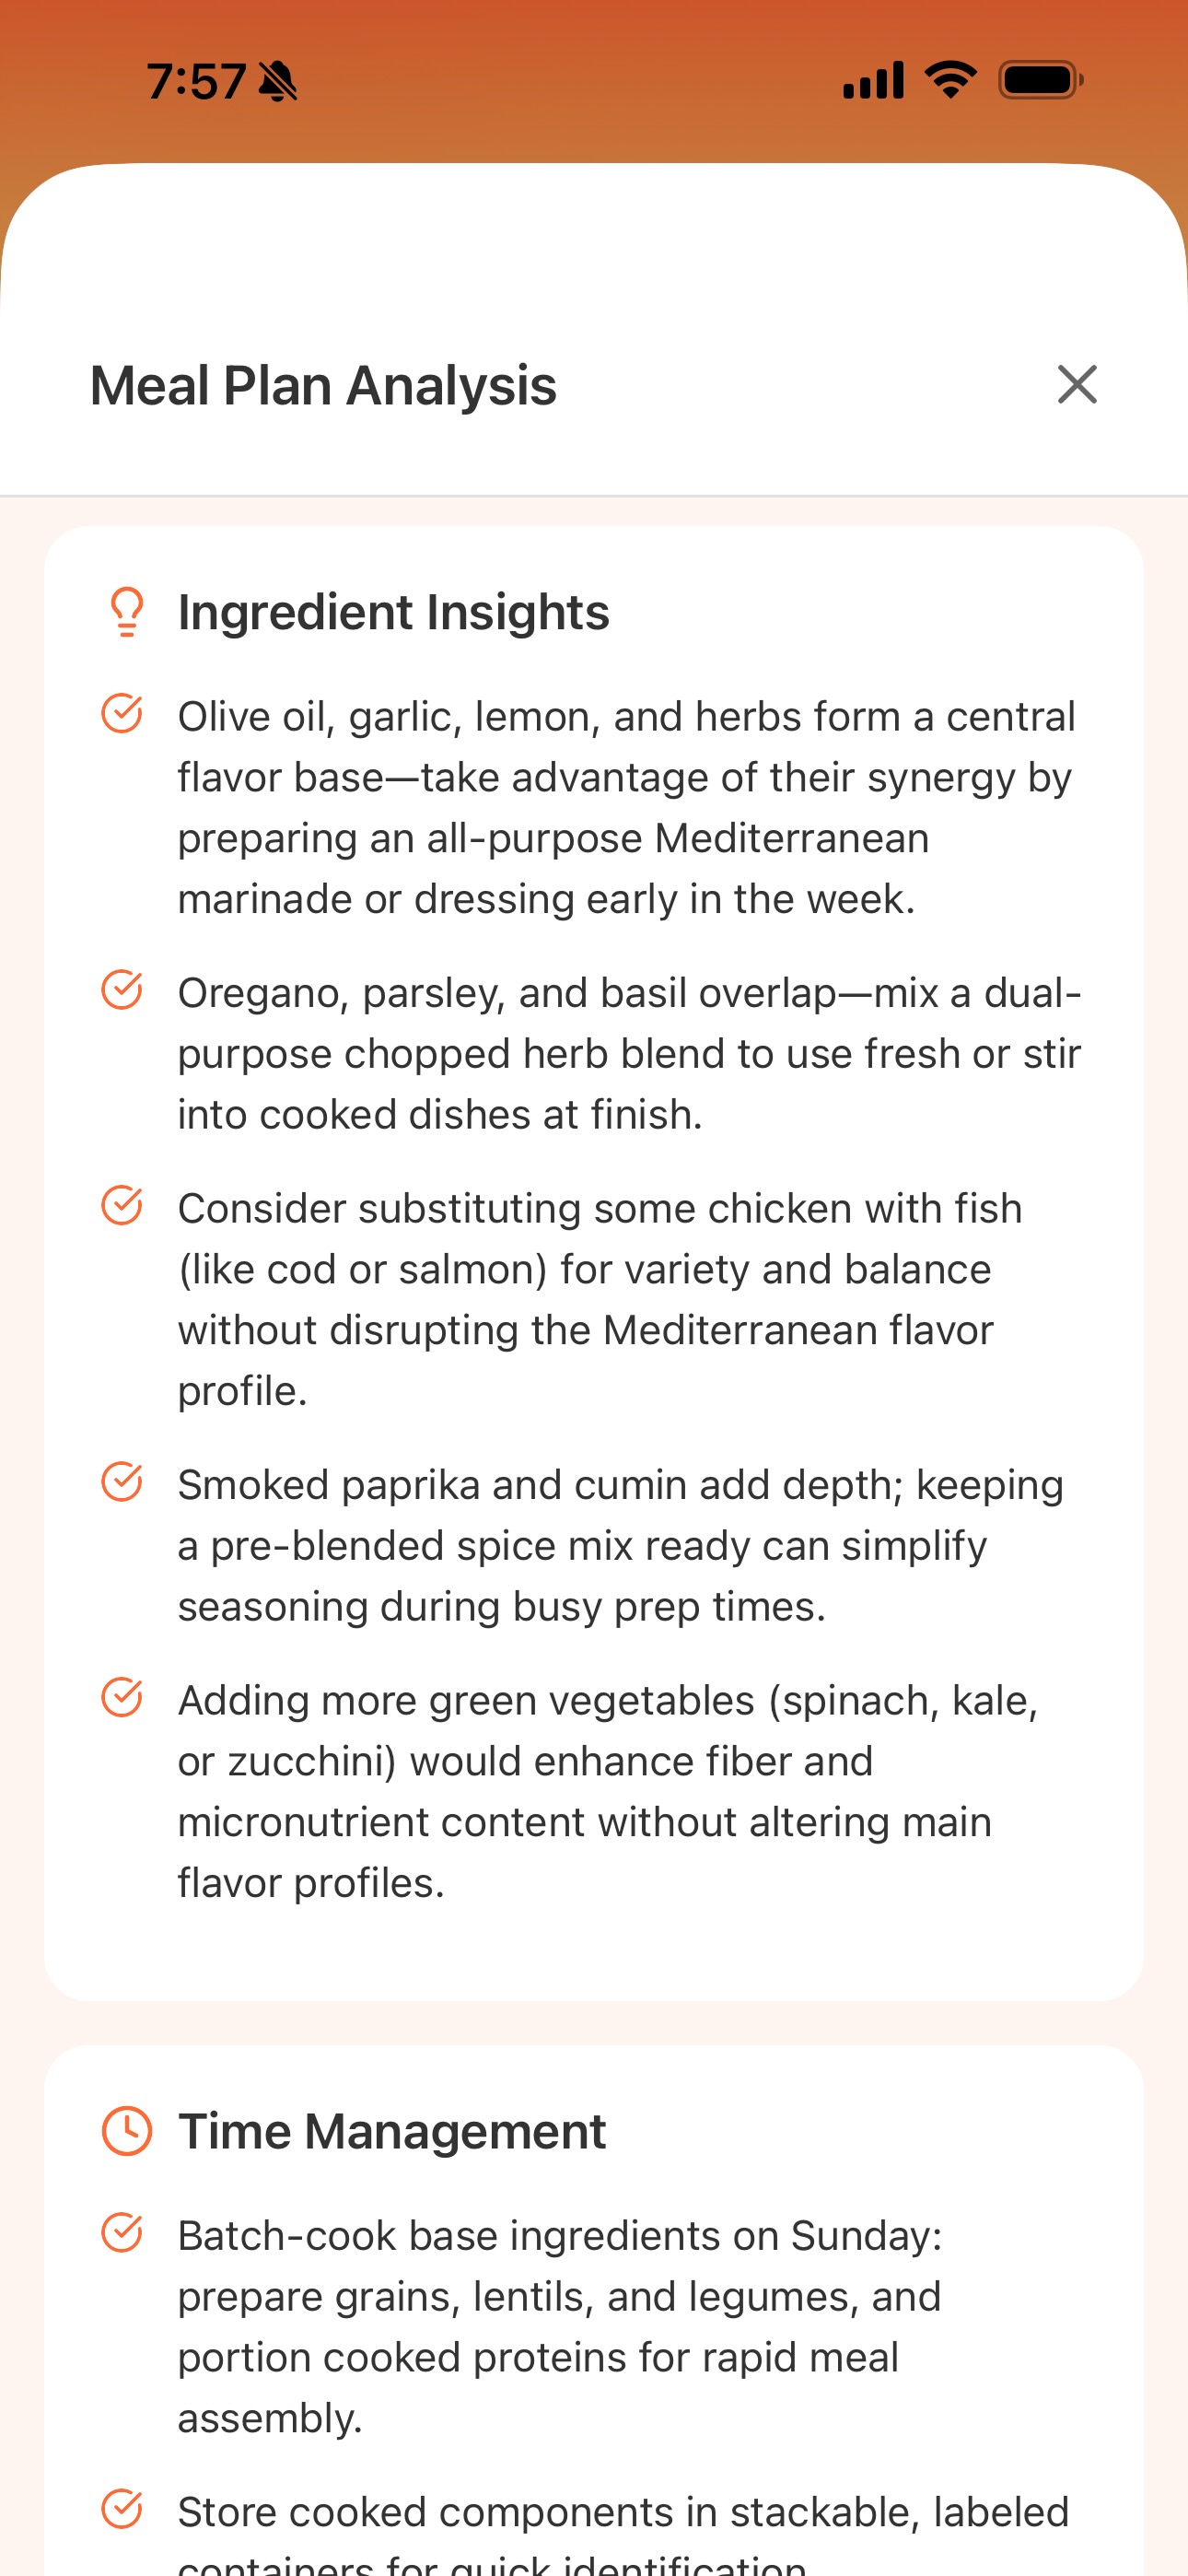 7:57
Meal Plan Analysis
Ingredient Insights
Olive oil, garlic, lemon, and herbs form a central
flavor base—take advantage of their synergy by
preparing an all-purpose Mediterranean
marinade or dressing early in the week.
Oregano, parsley, and basil overlap—mix a dual-
purpose chopped herb blend to use fresh or stir
into cooked dishes at finish.
Consider substituting some chicken with fish
(like cod or salmon) for variety and balance
without disrupting the Mediterranean flavor
profile.
Smoked paprika and cumin add depth; keeping
a pre-blended spice mix ready can simplify
seasoning during busy prep times.
Adding more green vegetables (spinach, kale,
or zucchini) would enhance fiber and
micronutrient content without altering main
flavor profiles.
Time Management
Batch-cook base ingredients on Sunday:
prepare grains, lentils, and legumes, and
portion cooked proteins for rapid meal
assembly.
Store cooked components in stackable, labeled
containers for quick identification